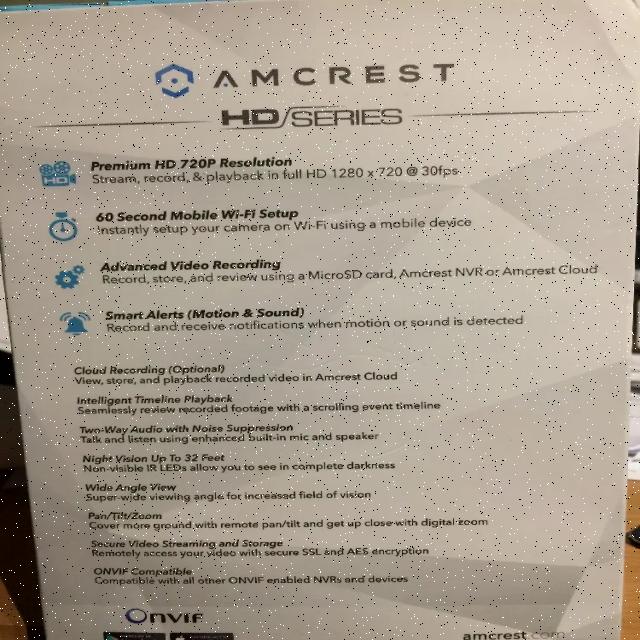 AMCREST
HD/SERIES
Premium HD 720P Resolution
Stream, record, & playback in full HD 1280 x 720 @ 30fps
60 Second Mobile Wi-Fi Setup
Instantly setup your camera on Wi-Fi using a mobile device
Advanced Video Recording
Record, store, and review using a MicroSD card, Amcrest NVR or Amcrest Cloud
Smart Alerts (Motion & Sound)
Record and receive notifications when motion or sound is detected
Cloud Recording (Optional)
View, store, and playback recorded video in Amcrest Cloud
Intelligent Timeline Playback
Seamlessly review recorded footage with a scrolling event timeline
Two-Way Audio with Noise Suppression
Talk and listen using enhanced built-in mic and speaker
Night Vision Up To 32 Feet
Non-visible IR LEDs allow you to see in complete darkness
Wide Angle View
Super-wide viewing angle for increased field of vision
Pan/Tilt/Zoom
Cover more ground with remote pan/tilt and get up close with digital zoom
Secure Video Streaming and Storage
Remotely access your video with secure SSL and AES encryption
ONVIF Compatible
Compatible with all other ONVIF enabled NVRs and devices
ONVIF
amcrest.com